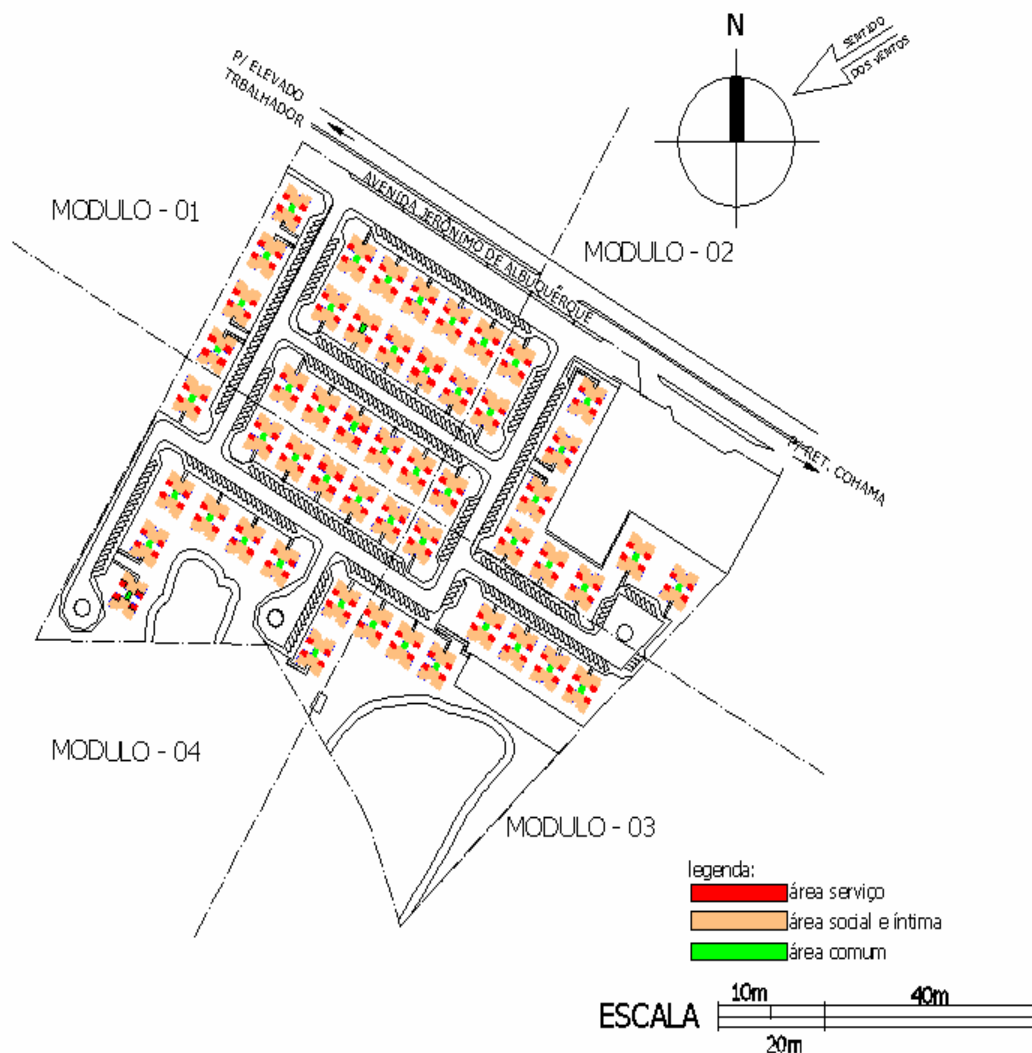 N
SENTIDO
DOS VENTOS
P/ ELEVADO
TRBALHADOR
AVENIDA JERÔNIMO DE ALBUQUERQUE
MODULO - 01
MODULO - 02
P/ RET. COHAMA
MODULO - 04
MODULO - 03
legenda:
área serviço
área social e íntima
área comum
ESCALA
10m
40m
20m